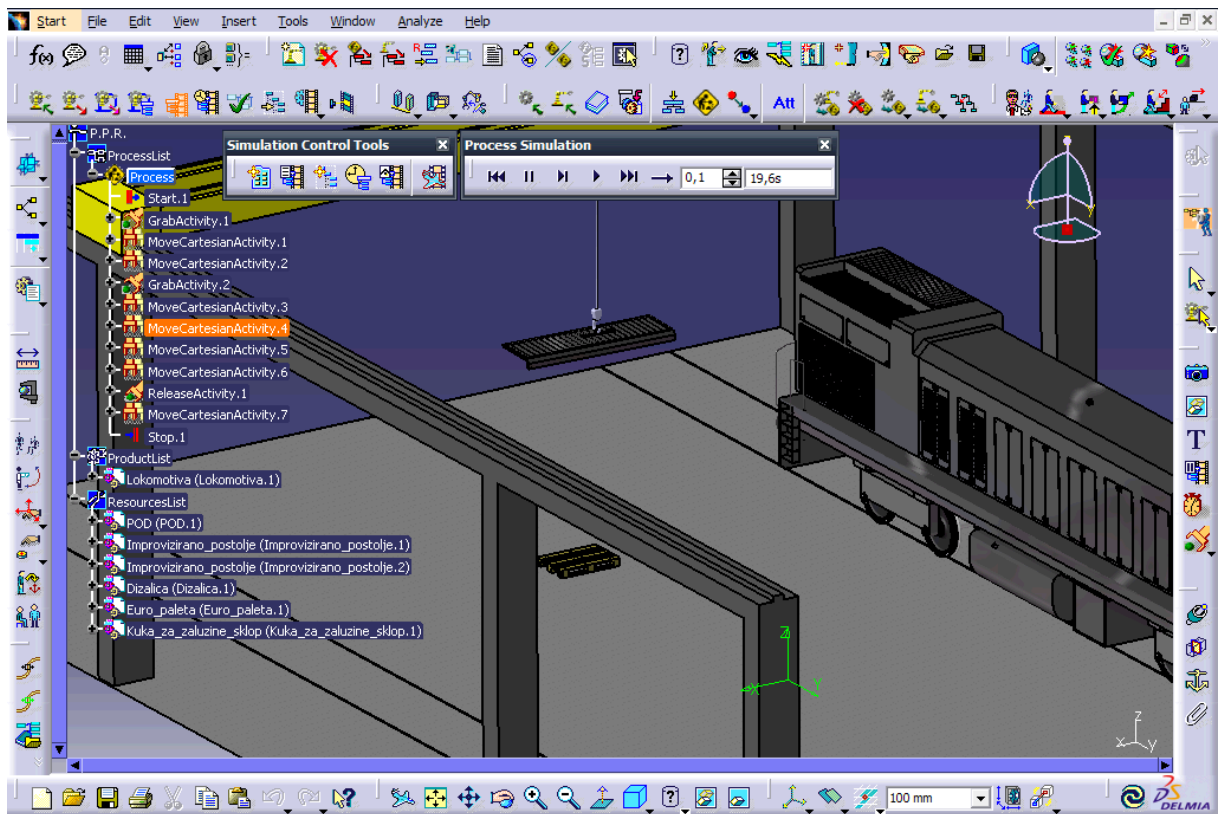 Start File Edit View Insert Tools Window Analyze Help
f(x)
Att
P.P.R.
Simulation Control Tools
Process Simulation
0,1 19,6s
ProcessList
Process
Start.1
GrabActivity.1
MoveCartesianActivity.1
MoveCartesianActivity.2
GrabActivity.2
MoveCartesianActivity.3
MoveCartesianActivity.4
MoveCartesianActivity.5
MoveCartesianActivity.6
ReleaseActivity.1
MoveCartesianActivity.7
Stop.1
ProductList
Lokomotiva (Lokomotiva.1)
ResourcesList
POD (POD.1)
Improvizirano_postolje (Improvizirano_postolje.1)
Improvizirano_postolje (Improvizirano_postolje.2)
Dizalica (Dizalica.1)
Euro_paleta (Euro_paleta.1)
Kuka_za_zaluzine_sklop (Kuka_za_zaluzine_sklop.1)
x y
T
Z
X Y
z
x y
100 mm
DELMIA